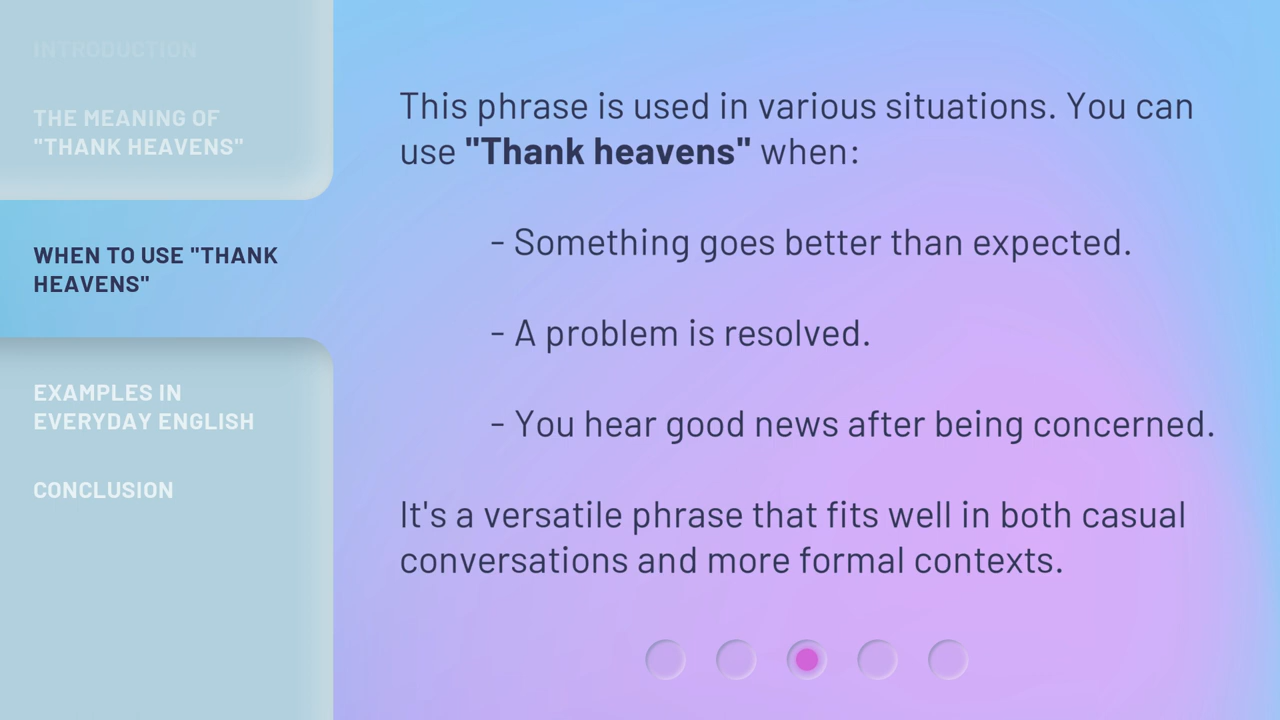 INTRODUCTION
THE MEANING OF
"THANK HEAVENS"
WHEN TO USE "THANK
HEAVENS"
EXAMPLES IN
EVERYDAY ENGLISH
CONCLUSION
This phrase is used in various situations. You can
use "Thank heavens" when:
- Something goes better than expected.
- A problem is resolved.
- You hear good news after being concerned.
It's a versatile phrase that fits well in both casual
conversations and more formal contexts.